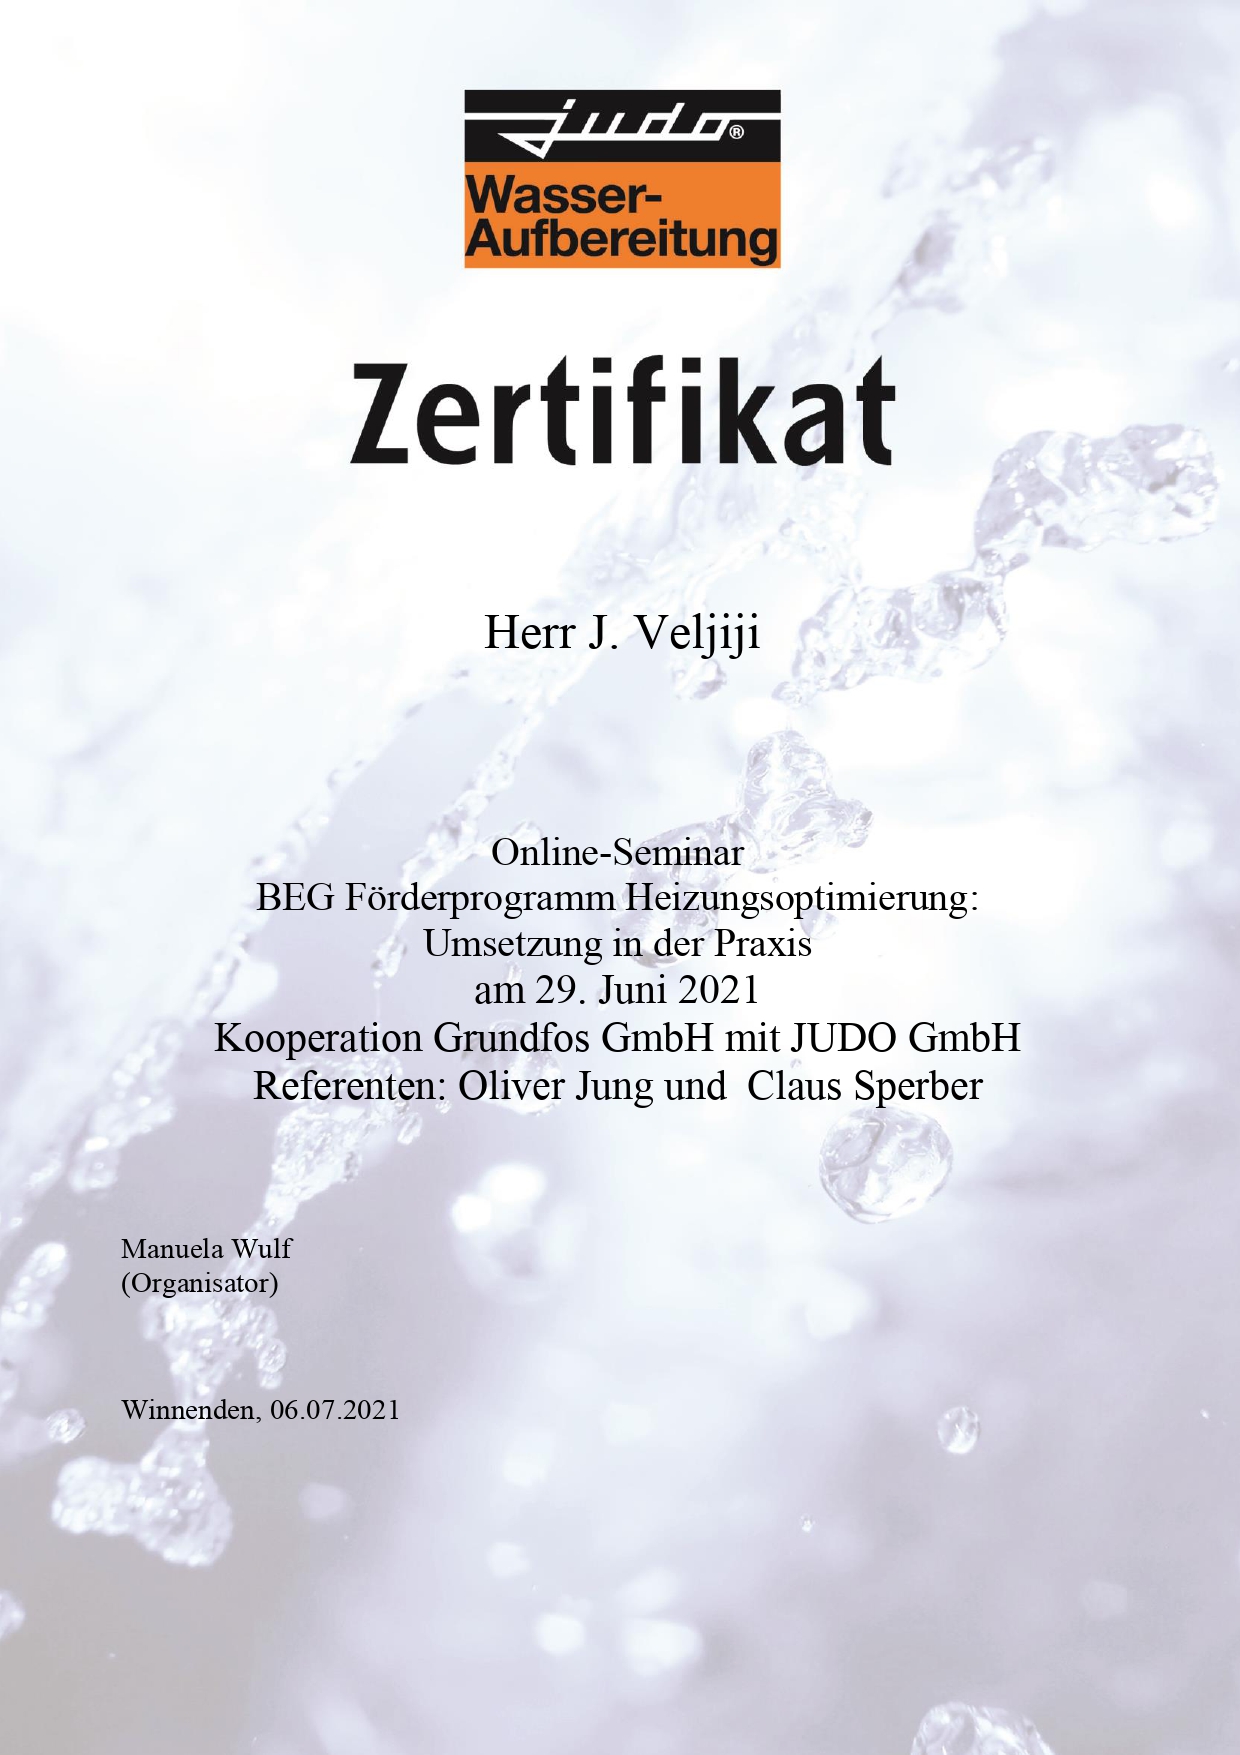 judo®
Wasser-
Aufbereitung
Zertifikat
Herr J. Veljiji
Online-Seminar
BEG Förderprogramm Heizungsoptimierung:
Umsetzung in der Praxis
am 29. Juni 2021
Kooperation Grundfos GmbH mit JUDO GmbH
Referenten: Oliver Jung und  Claus Sperber
Manuela Wulf
(Organisator)
Winnenden, 06.07.2021